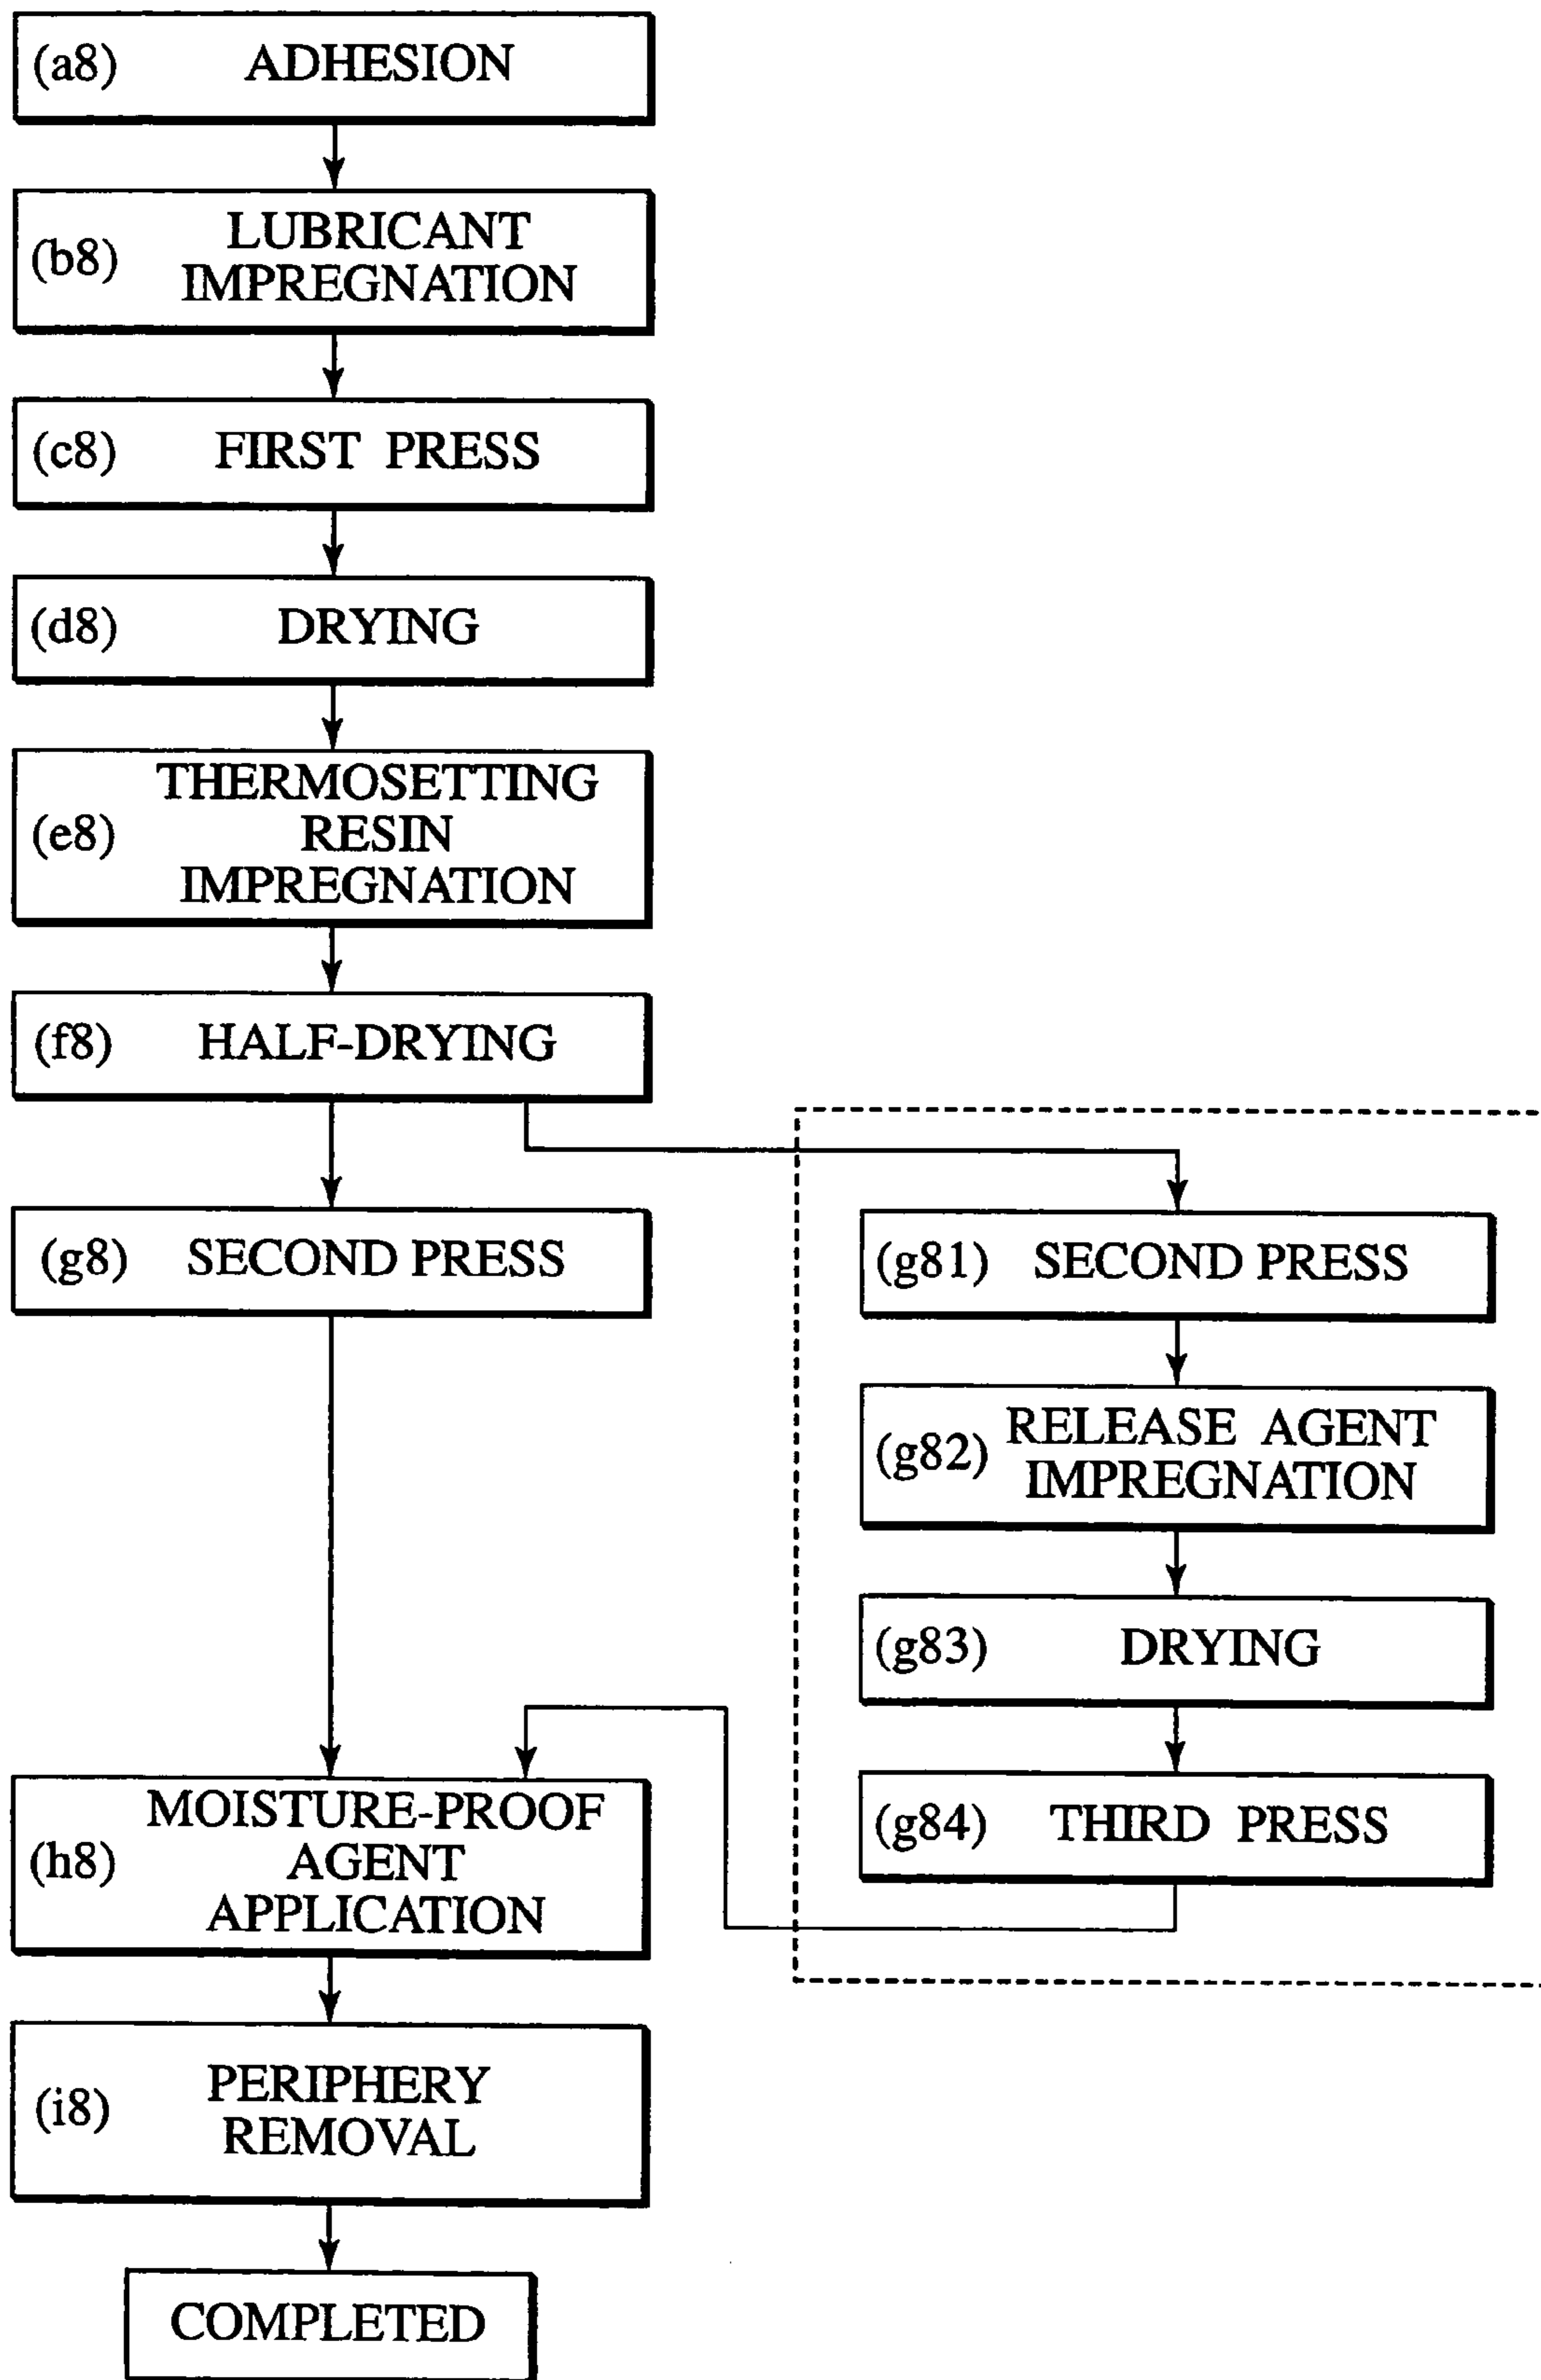 (a8) ADHESION
(b8) LUBRICANT
IMPREGNATION
(c8) FIRST PRESS
(d8) DRYING
(e8) THERMOSETTING
RESIN
IMPREGNATION
(f8) HALF-DRYING
(g8) SECOND PRESS
(g81) SECOND PRESS
(g82) RELEASE AGENT
IMPREGNATION
(g83) DRYING
(g84) THIRD PRESS
(h8) MOISTURE-PROOF
AGENT
APPLICATION
(i8) PERIPHERY
REMOVAL
COMPLETED